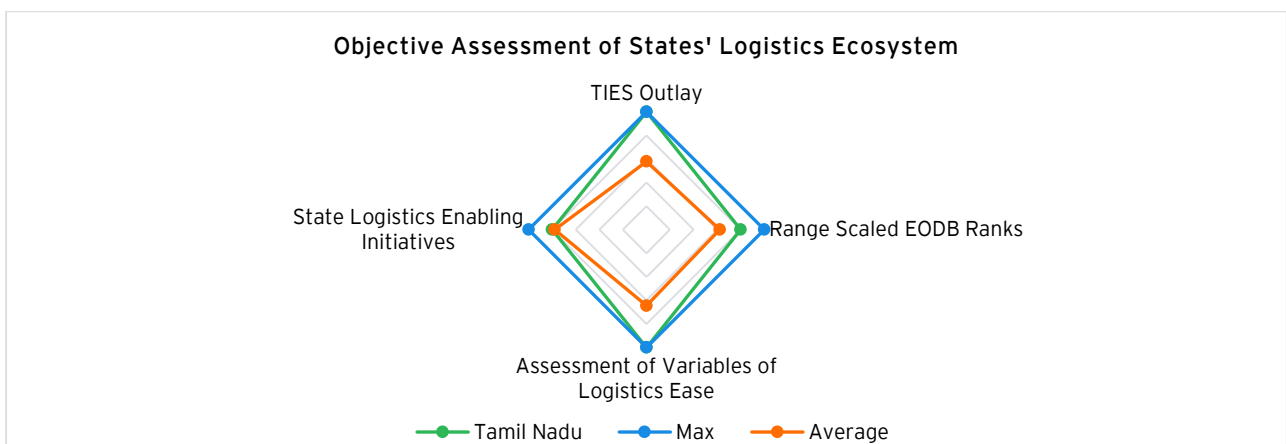 Objective Assessment of States' Logistics Ecosystem
TIES Outlay
State Logistics Enabling
Initiatives
Range Scaled EODB Ranks
Assessment of Variables of
Logistics Ease
Tamil Nadu Max Average